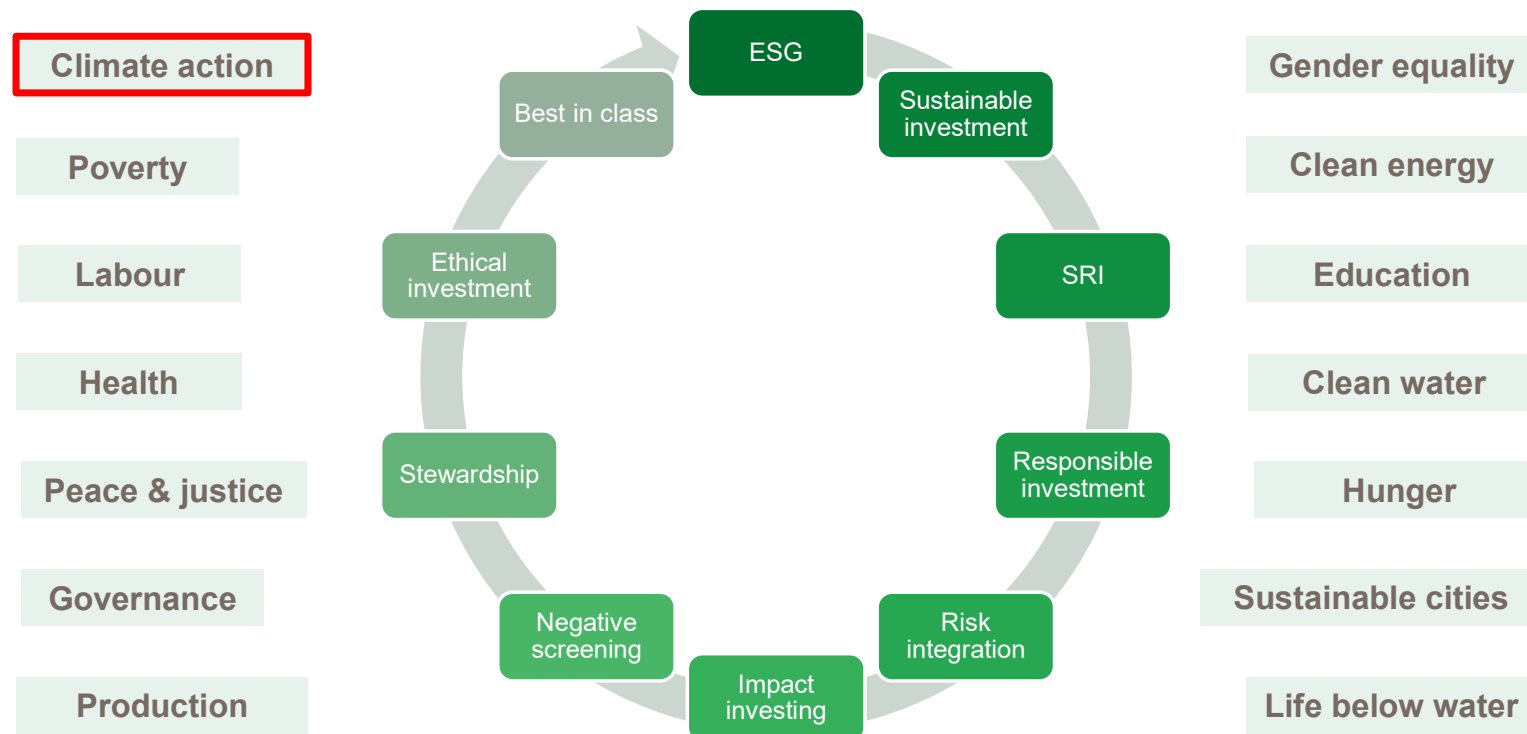 Climate action
Poverty
Labour
Health
Peace & justice
Governance
Production
ESG
Sustainable
investment
SRI
Responsible
investment
Risk
integration
Impact
investing
Negative
screening
Stewardship
Ethical
investment
Best in class
Gender equality
Clean energy
Education
Clean water
Hunger
Sustainable cities
Life below water